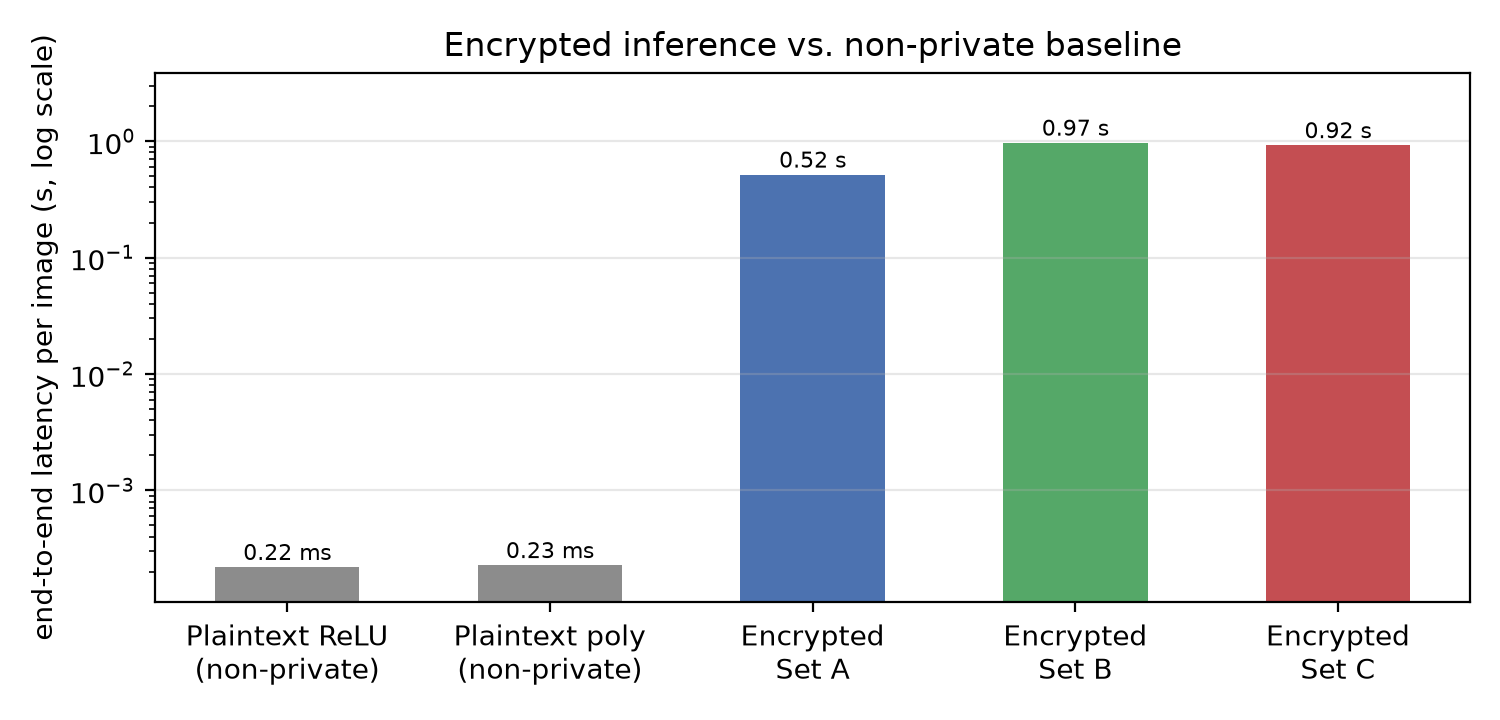 Encrypted inference vs. non-private baseline
end-to-end latency per image (s, log scale)
10⁰
10⁻¹
10⁻²
10⁻³
0.22 ms
0.23 ms
0.52 s
0.97 s
0.92 s
Plaintext ReLU
(non-private)
Plaintext poly
(non-private)
Encrypted
Set A
Encrypted
Set B
Encrypted
Set C